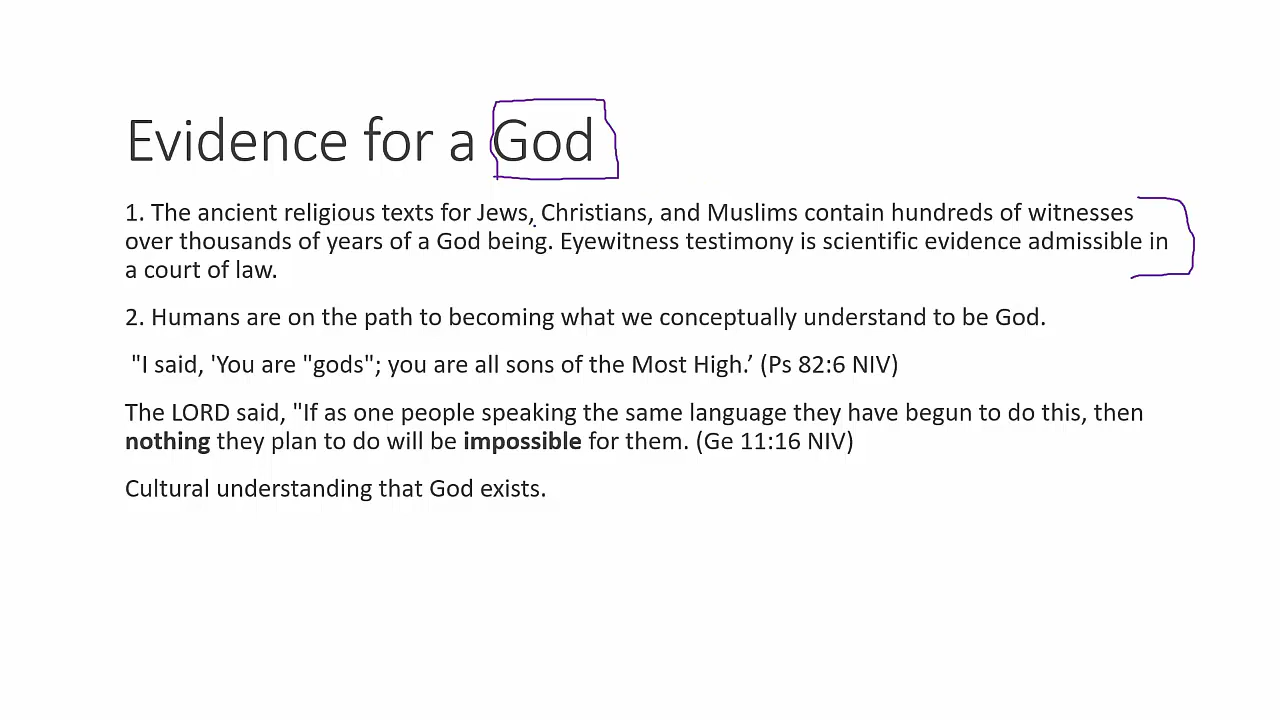 Evidence for a God
1. The ancient religious texts for Jews, Christians, and Muslims contain hundreds of witnesses
over thousands of years of a God being. Eyewitness testimony is scientific evidence admissible in
a court of law.
2. Humans are on the path to becoming what we conceptually understand to be God.
"I said, 'You are "gods"; you are all sons of the Most High.’ (Ps 82:6 NIV)
The LORD said, "If as one people speaking the same language they have begun to do this, then
nothing they plan to do will be impossible for them. (Ge 11:16 NIV)
Cultural understanding that God exists.